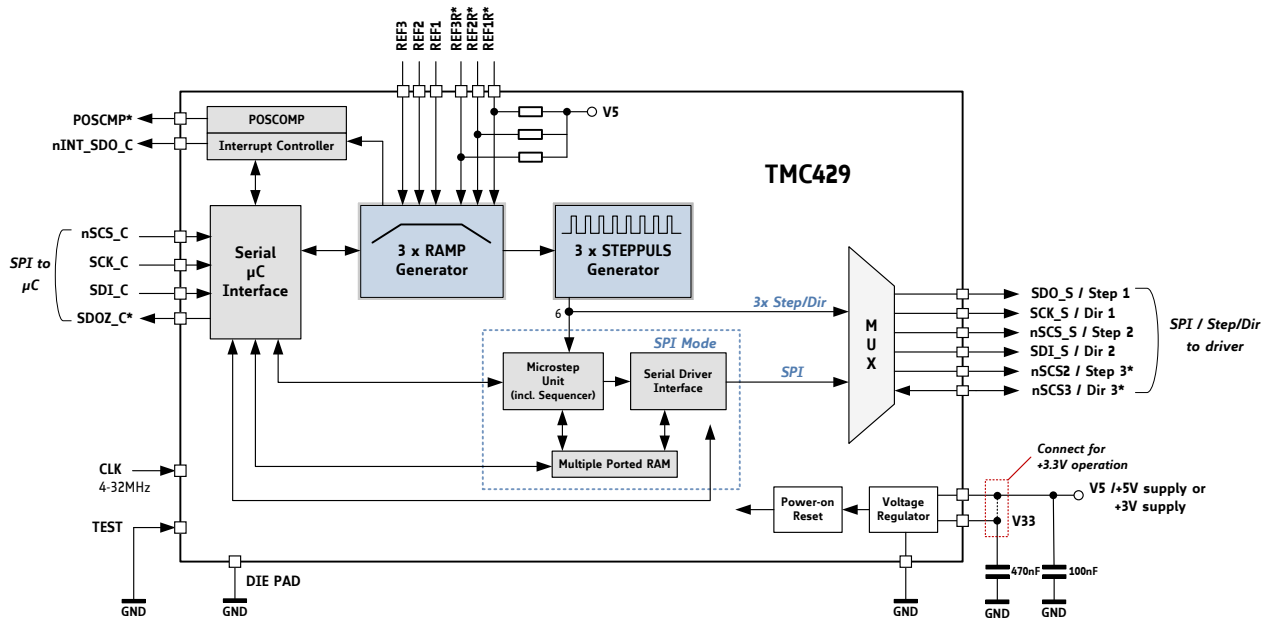 REF3
REF2
REF1
REF3R*
REF2R*
REF1R*
V5
POSCMP*
nINT_SDO_C
POSCOMP
Interrupt Controller
TMC429
SPI to
µC
nSCS_C
SCK_C
SDI_C
SDOZ_C*
Serial
µC
Interface
3 x RAMP
Generator
3 x STEPPULS
Generator
6
3x Step/Dir
SPI Mode
Microstep
Unit
(incl. Sequencer)
Serial Driver
Interface
SPI
Multiple Ported RAM
M
U
X
SDO_S / Step 1
SCK_S / Dir 1
nSCS_S / Step 2
SDI_S / Dir 2
nSCS2 / Step 3*
nSCS3 / Dir 3*
SPI / Step/Dir
to driver
Connect for
+3.3V operation
CLK
4-32MHz
TEST
Power-on
Reset
Voltage
Regulator
V33
V5 /+5V supply or
+3V supply
470nF
100nF
DIE PAD
GND
GND
GND
GND
GND